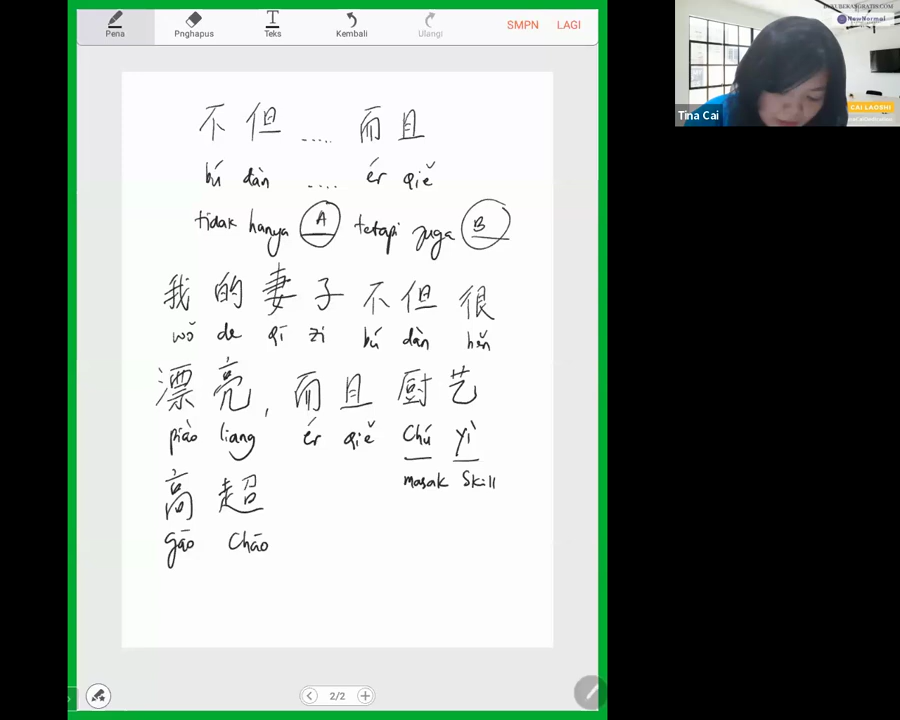 Pena Pnghapus Teks Kembali Ulangi SMPN LAGI
不但 .... 而且
bú dàn .... ér qiě
tidak hanya A tetapi juga B
我的妻子不但很
wǒ de qī zi bú dàn hěn
漂亮，而且厨艺
piào liang ér qiě chú yì
masak skill
高超
gāo chāo
2/2
NewNormal
CAI LAOSHI
Tina Cai